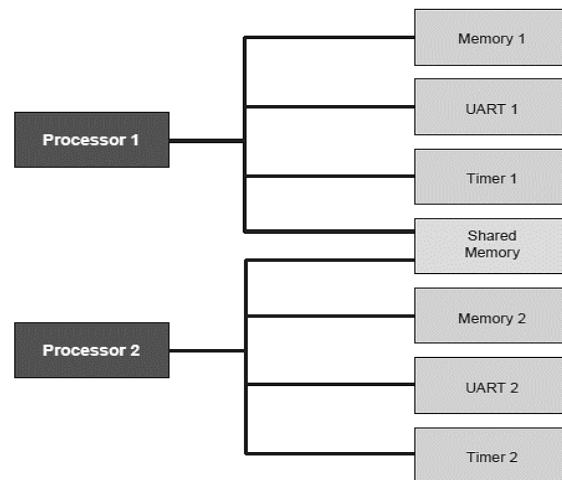 Memory 1
UART 1
Processor 1
Timer 1
Shared
Memory
Memory 2
Processor 2
UART 2
Timer 2